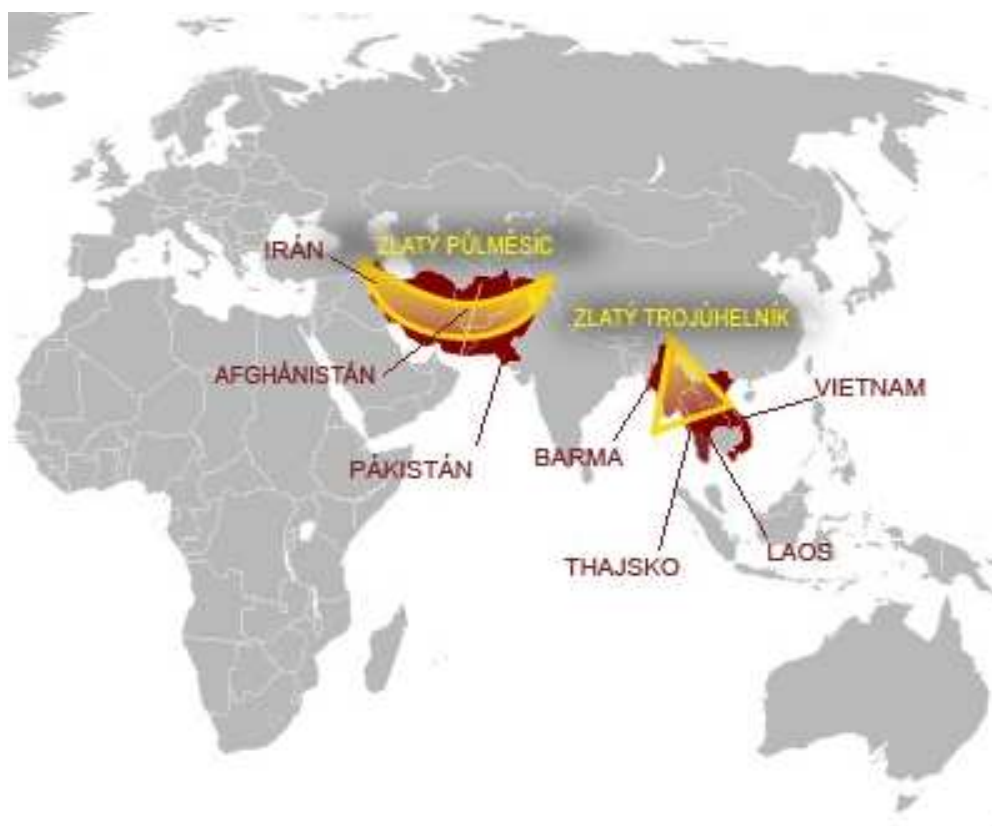 ZLATÝ PŮLMĚSÍC
IRÁN
ZLATÝ TROJÚHELNÍK
AFGHÁNISTÁN
VIETNAM
BARMA
PÁKISTÁN
LAOS
THAJSKO